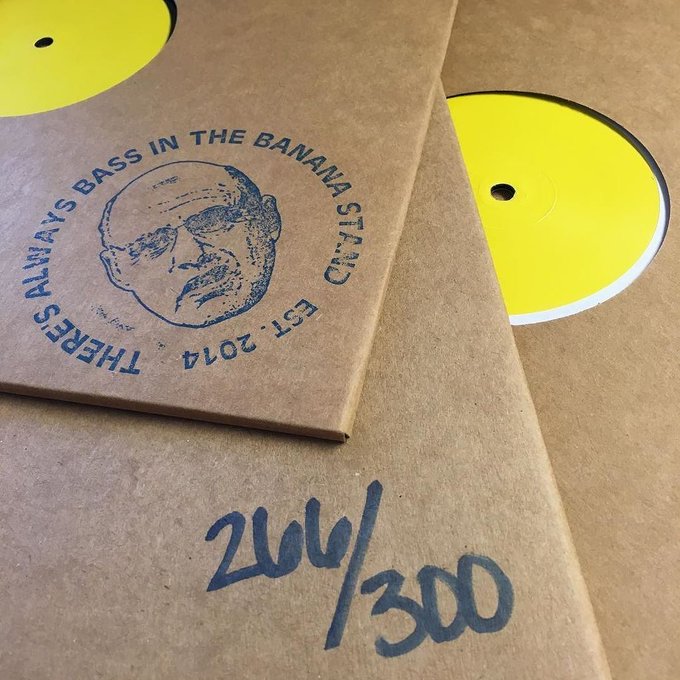 THERE'S ALWAYS BASS IN THE BANANA STAND
EST. 2014
266/300